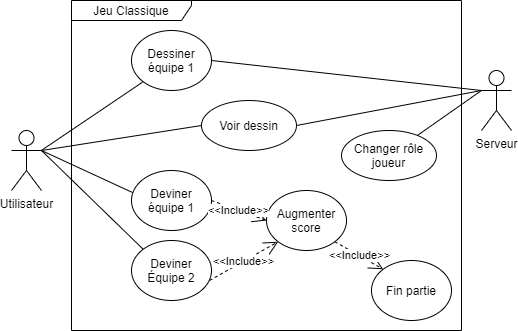 Jeu Classique
Dessiner
équipe 1
Voir dessin
Changer rôle
joueur
Serveur
Utilisateur
Deviner
équipe 1
<<Include>>
Augmenter
score
Deviner
Équipe 2
<<Include>>
<<Include>>
Fin partie